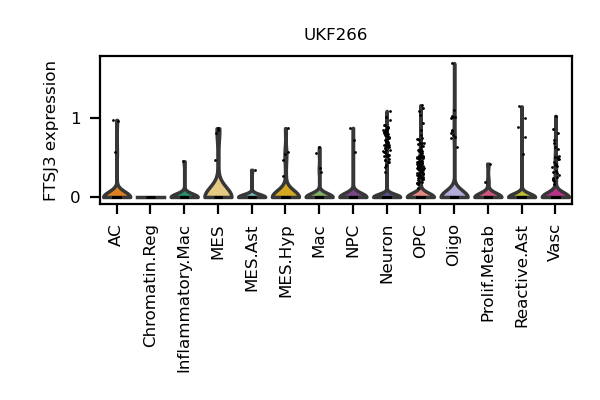 UKF266
FTSJ3 expression
1
0
AC
Chromatin.Reg
Inflammatory.Mac
MES
MES.Ast
MES.Hyp
Mac
NPC
Neuron
OPC
Oligo
Prolif.Metab
Reactive.Ast
Vasc